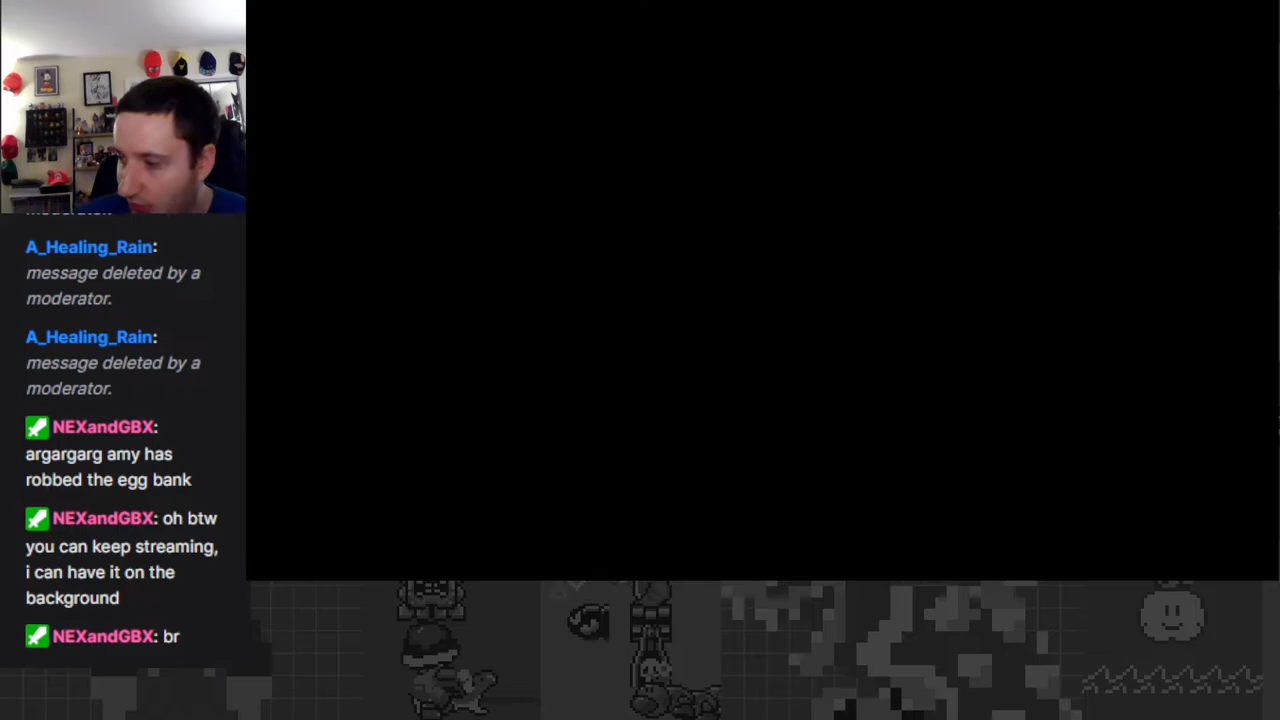 A_Healing_Rain:
message deleted by a
moderator.
A_Healing_Rain:
message deleted by a
moderator.
NEXandGBX:
argargarg amy has
robbed the egg bank
NEXandGBX: oh btw
you can keep streaming,
i can have it on the
background
NEXandGBX: br